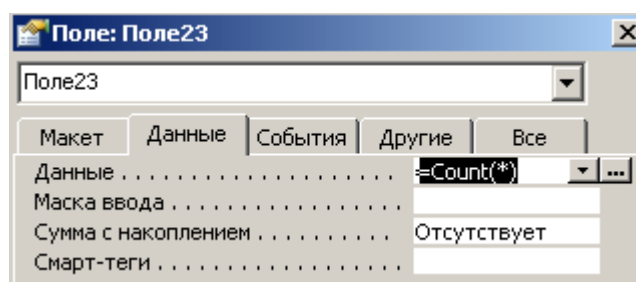 Поле: Поле23
Поле23
Макет Данные События Другие Все
Данные . . . . . . . . . . . . . . . . . . . . . =Count(*) ...
Маска ввода . . . . . . . . . . . . . . . . .
Сумма с накоплением . . . . . . . . . . Отсутствует
Смарт-теги . . . . . . . . . . . . . . . . . .